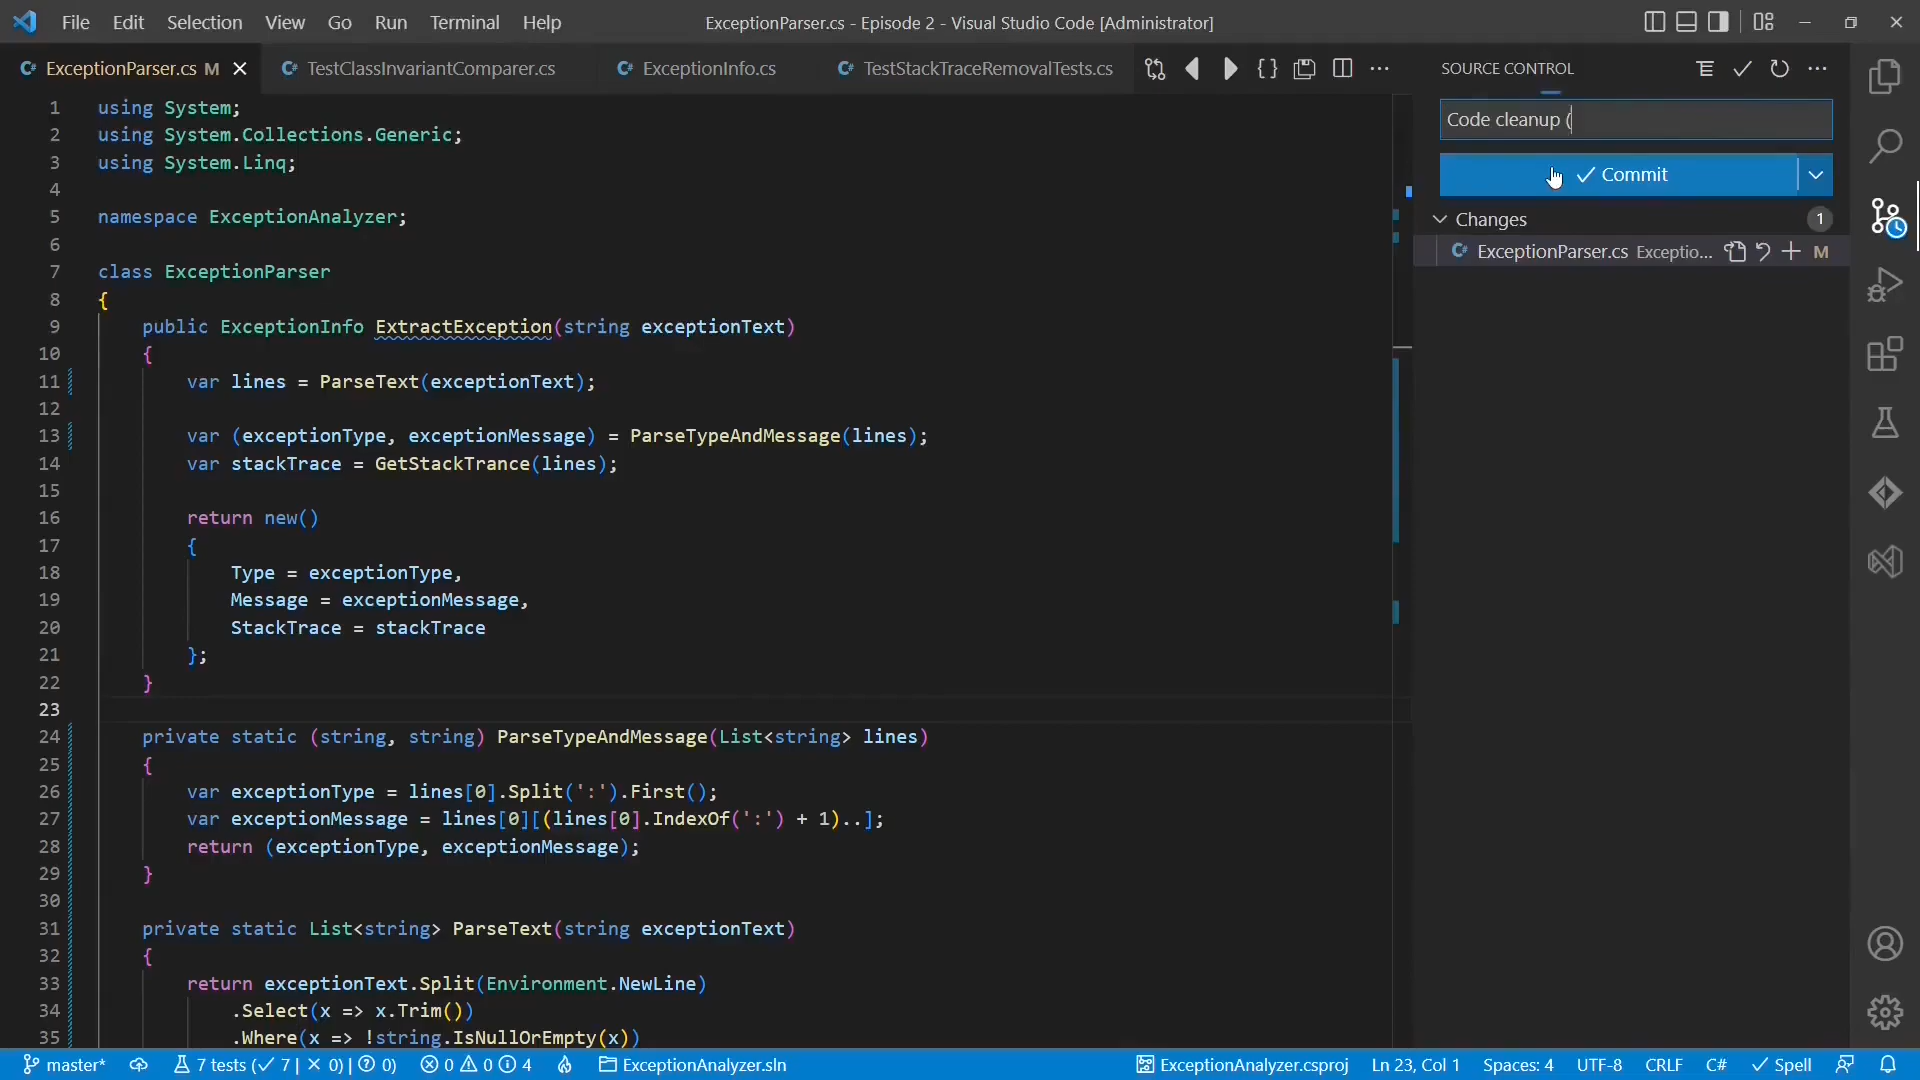 File Edit Selection View Go Run Terminal Help
ExceptionParser.cs - Episode 2 - Visual Studio Code [Administrator]
ExceptionParser.cs M
TestClassInvariantComparer.cs
ExceptionInfo.cs
TestStackTraceRemovalTests.cs
1 using System;
2 using System.Collections.Generic;
3 using System.Linq;
4
5 namespace ExceptionAnalyzer;
6
7 class ExceptionParser
8 {
9 public ExceptionInfo ExtractException(string exceptionText)
10 {
11 var lines = ParseText(exceptionText);
12
13 var (exceptionType, exceptionMessage) = ParseTypeAndMessage(lines);
14 var stackTrace = GetStackTrance(lines);
15
16 return new()
17 {
18 Type = exceptionType,
19 Message = exceptionMessage,
20 StackTrace = stackTrace
21 };
22 }
23
24 private static (string, string) ParseTypeAndMessage(List<string> lines)
25 {
26 var exceptionType = lines[0].Split(':').First();
27 var exceptionMessage = lines[0][(lines[0].IndexOf(':') + 1)..];
28 return (exceptionType, exceptionMessage);
29 }
30
31 private static List<string> ParseText(string exceptionText)
32 {
33 return exceptionText.Split(Environment.NewLine)
34 .Select(x => x.Trim())
35 .Where(x => !string.IsNullOrEmpty(x))
SOURCE CONTROL
Code cleanup (
Commit
Changes 1
ExceptionParser.cs Exceptio... M
master* 7 tests (✓ 7 | × 0) | ? 0) 0 0 4 ExceptionAnalyzer.sln
ExceptionAnalyzer.csproj Ln 23, Col 1 Spaces: 4 UTF-8 CRLF C# Spell